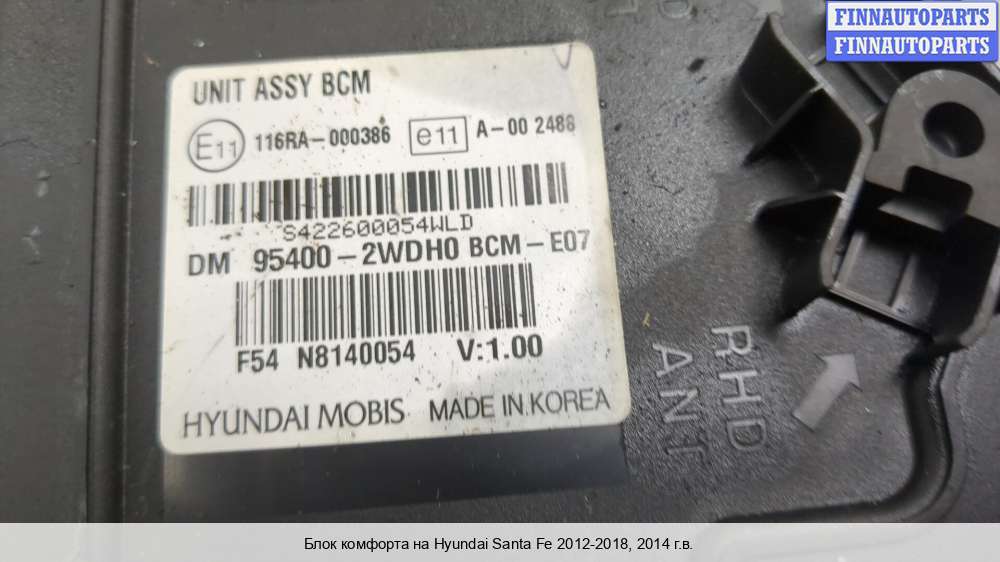 FINNAUTOPARTS
FINNAUTOPARTS
UNIT ASSY BCM
E11 116RA-000386 e11 A-00 2488
S422600054WLD
DM 95400-2WDH0 BCM-E07
F54 N8140054 V:1.00
HYUNDAI MOBIS MADE IN KOREA
RHD
ANT
Блок комфорта на Hyundai Santa Fe 2012-2018, 2014 г.в.